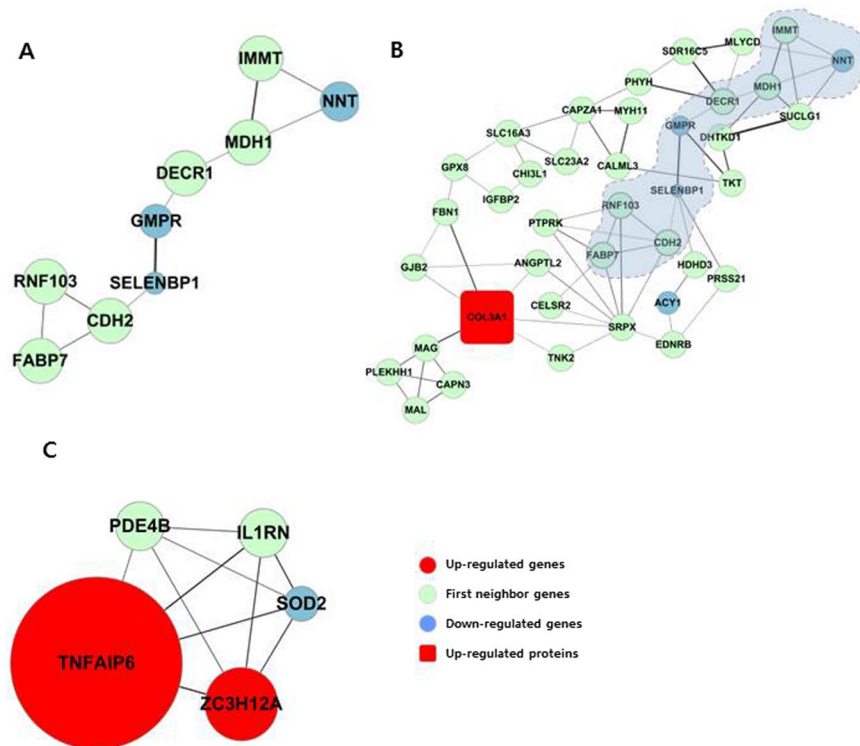 A
IMMT
NNT
MDH1
DECR1
GMPR
SELENBP1
RNF103
CDH2
FABP7
B
IMMT
MLYCD
SDR16C5
NNT
PHYH
MDH1
DECR1
CAPZA1
MYH11
SUCLG1
GMPR
DHTKD1
SLC16A3
SLC23A2
CALML3
GPX8
CHI3L1
TKT
SELENBP1
IGFBP2
RNF103
FBN1
PTPRK
CDH2
FABP7
ANGPTL2
HDHD3
GJB2
PRSS21
CELSR2
ACY1
COL3A1
SRPX
EDNRB
MAG
TNK2
PLEKHH1
CAPN3
MAL
C
PDE4B
IL1RN
SOD2
TNFAIP6
ZC3H12A
Up-regulated genes
First neighbor genes
Down-regulated genes
Up-regulated proteins